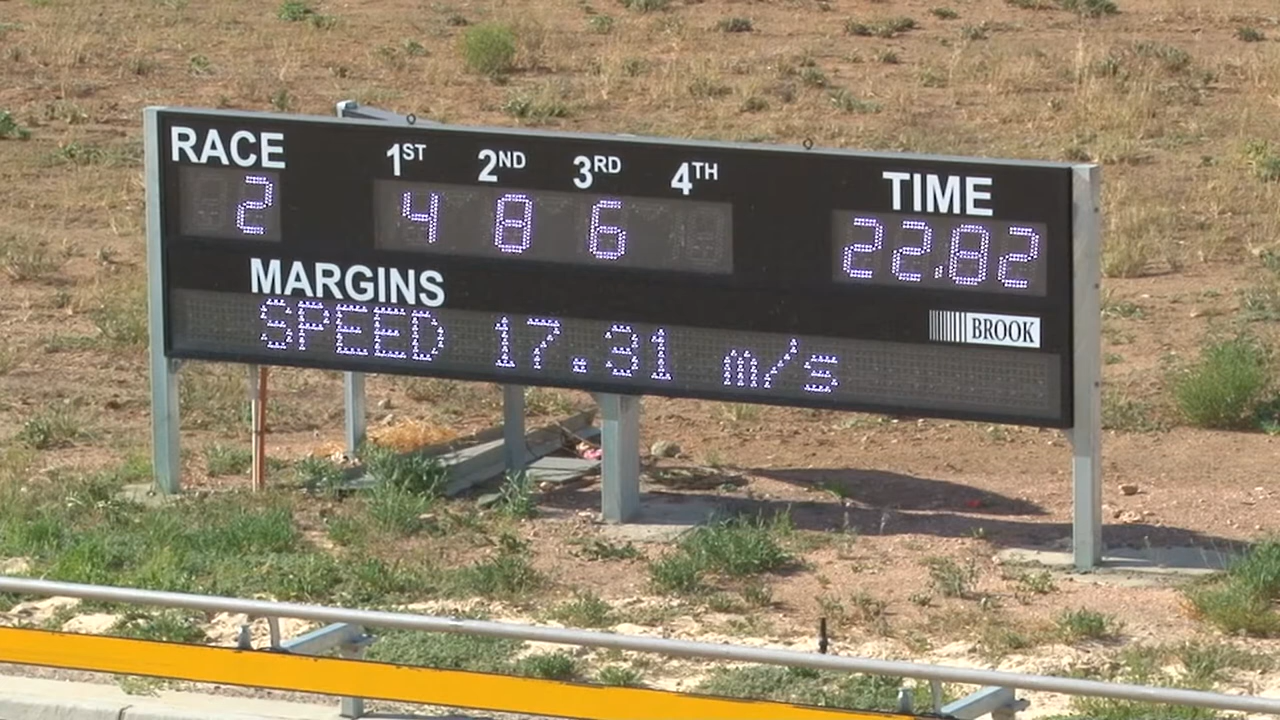 RACE 1ST 2ND 3RD 4TH TIME
2 4 8 6 22.82
MARGINS
BROOK
SPEED 17.31 m/s